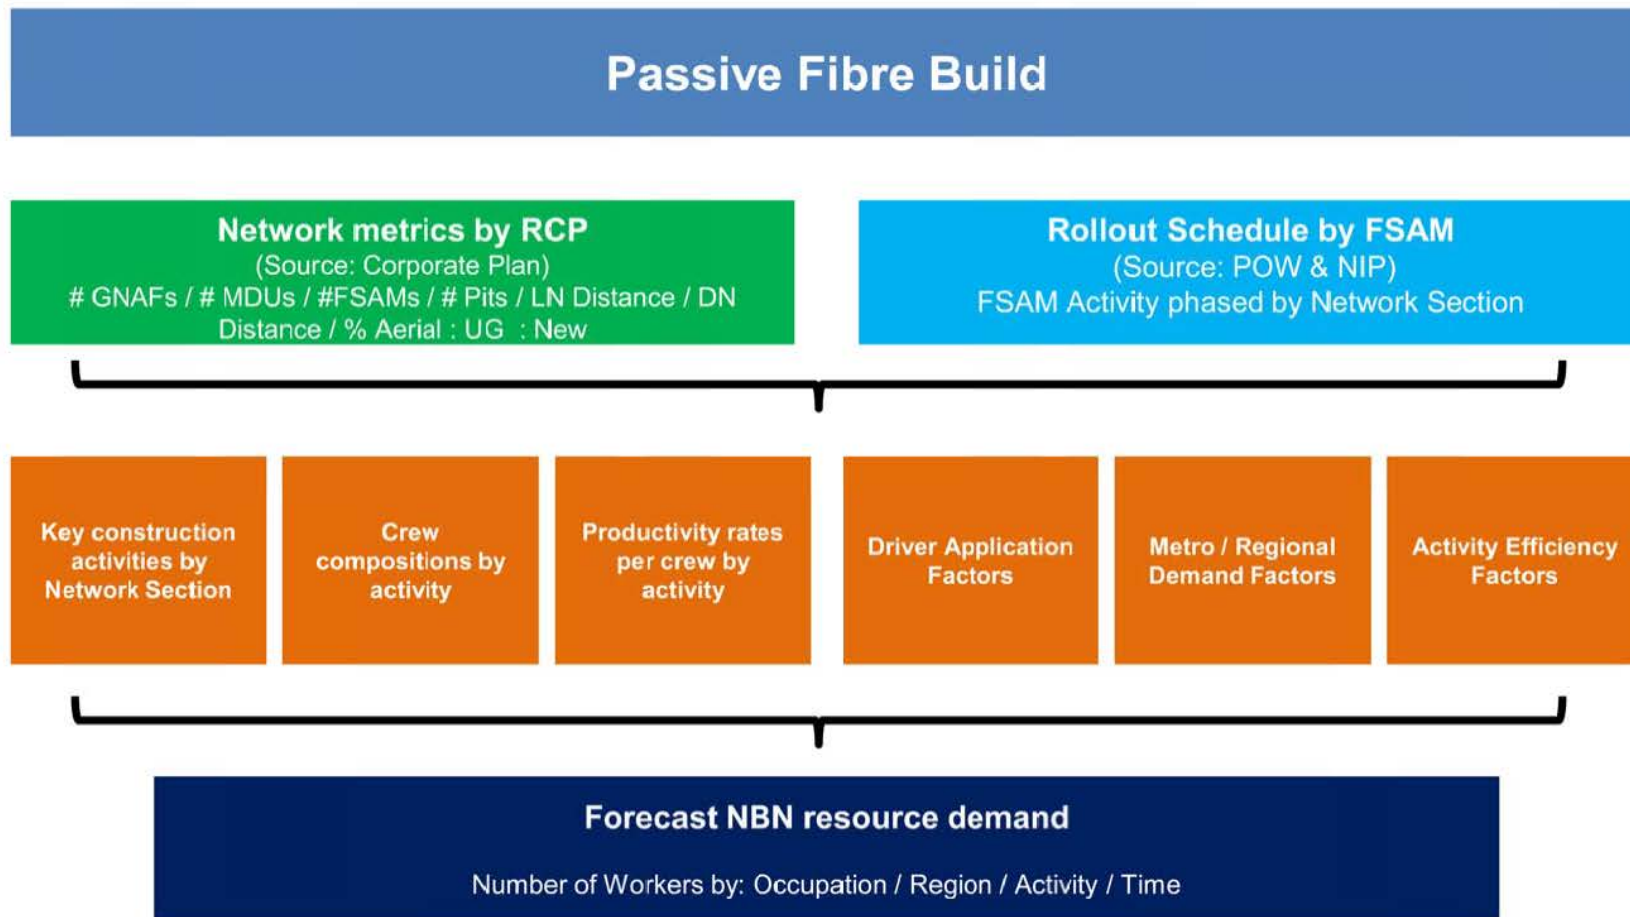 Passive Fibre Build
Network metrics by RCP
(Source: Corporate Plan)
# GNAFs / # MDUs / #FSAMs / # Pits / LN Distance / DN
Distance / % Aerial : UG : New
Rollout Schedule by FSAM
(Source: POW & NIP)
FSAM Activity phased by Network Section
Key construction
activities by
Network Section
Crew
compositions by
activity
Productivity rates
per crew by
activity
Driver Application
Factors
Metro / Regional
Demand Factors
Activity Efficiency
Factors
Forecast NBN resource demand
Number of Workers by: Occupation / Region / Activity / Time